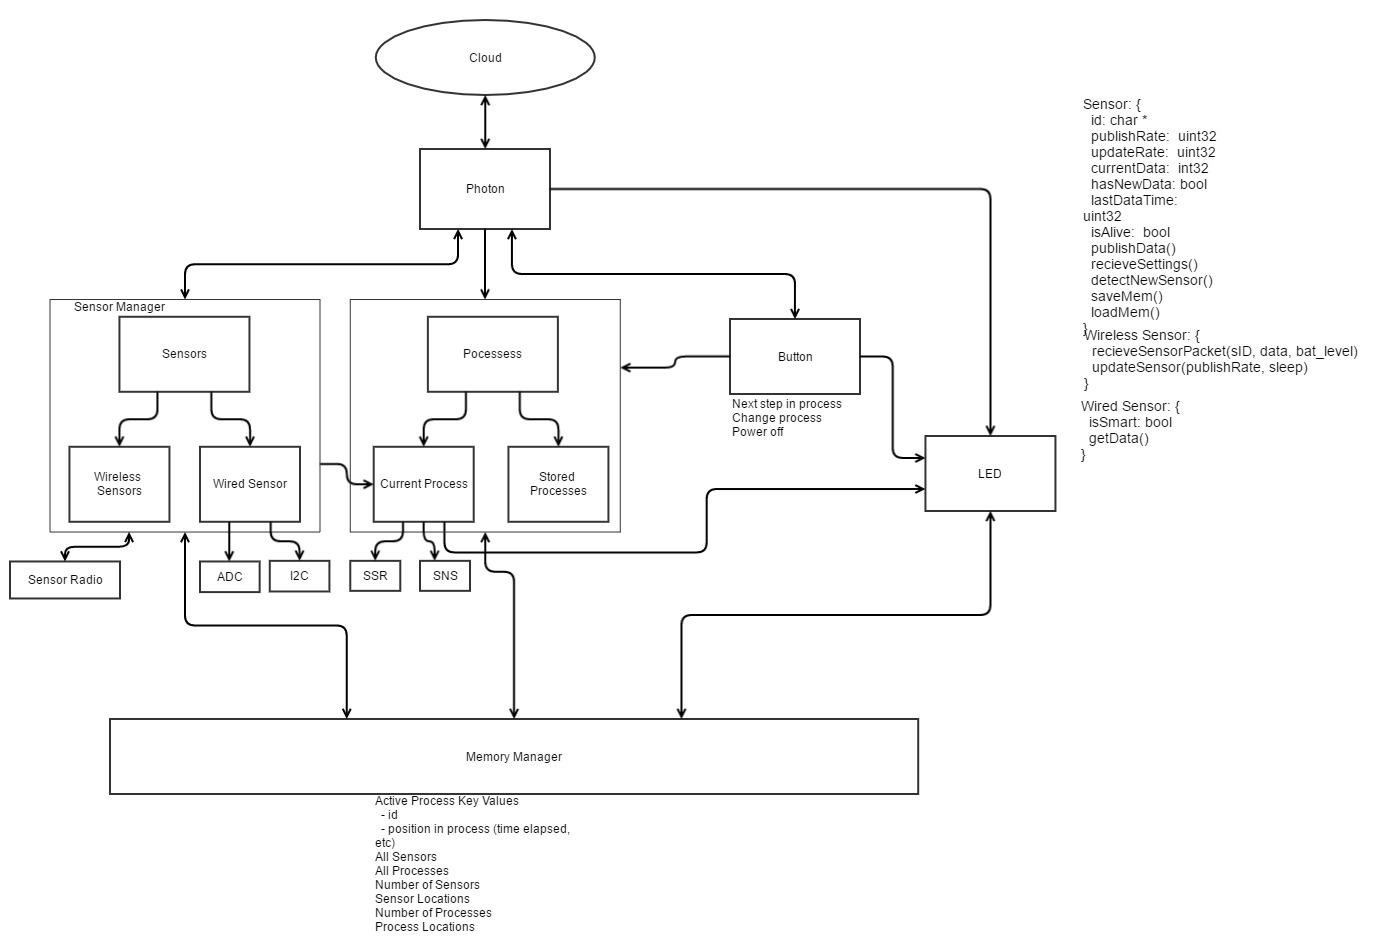 Cloud
Photon
Sensor Manager
Sensors
Wireless
Sensors
Wired Sensor
Pocessess
Current Process
Stored
Processes
Button
Next step in process
Change process
Power off
LED
Sensor Radio
ADC
I2C
SSR
SNS
Memory Manager
Active Process Key Values
- id
- position in process (time elapsed,
etc)
All Sensors
All Processes
Number of Sensors
Sensor Locations
Number of Processes
Process Locations
Sensor: {
id: char *
publishRate: uint32
updateRate: uint32
currentData: int32
hasNewData: bool
lastDataTime:
uint32
isAlive: bool
publishData()
recieveSettings()
detectNewSensor()
saveMem()
loadMem()
}
Wireless Sensor: {
recieveSensorPacket(sID, data, bat_level)
updateSensor(publishRate, sleep)
}
Wired Sensor: {
isSmart: bool
getData()
}